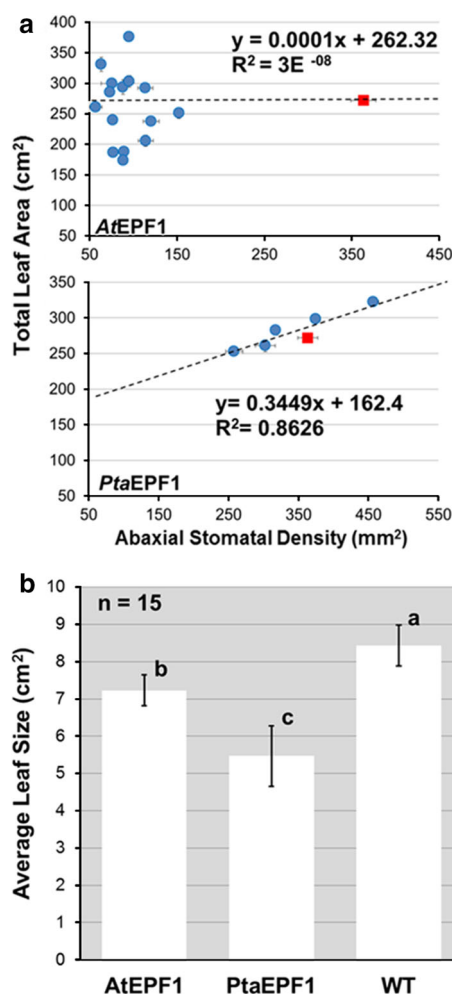 a
Total Leaf Area (cm²)
400
350
300
250
200
150
100
50
y = 0.0001x + 262.32
R² = 3E ⁻⁰⁸
AtEPF1
50 150 250 350 450
350
300
250
200
150
100
50
y= 0.3449x + 162.4
R²= 0.8626
PtaEPF1
50 150 250 350 450 550
Abaxial Stomatal Density (mm²)
b
Average Leaf Size (cm²)
10
9
8
7
6
5
4
3
2
1
0
n = 15
b
c
a
AtEPF1 PtaEPF1 WT